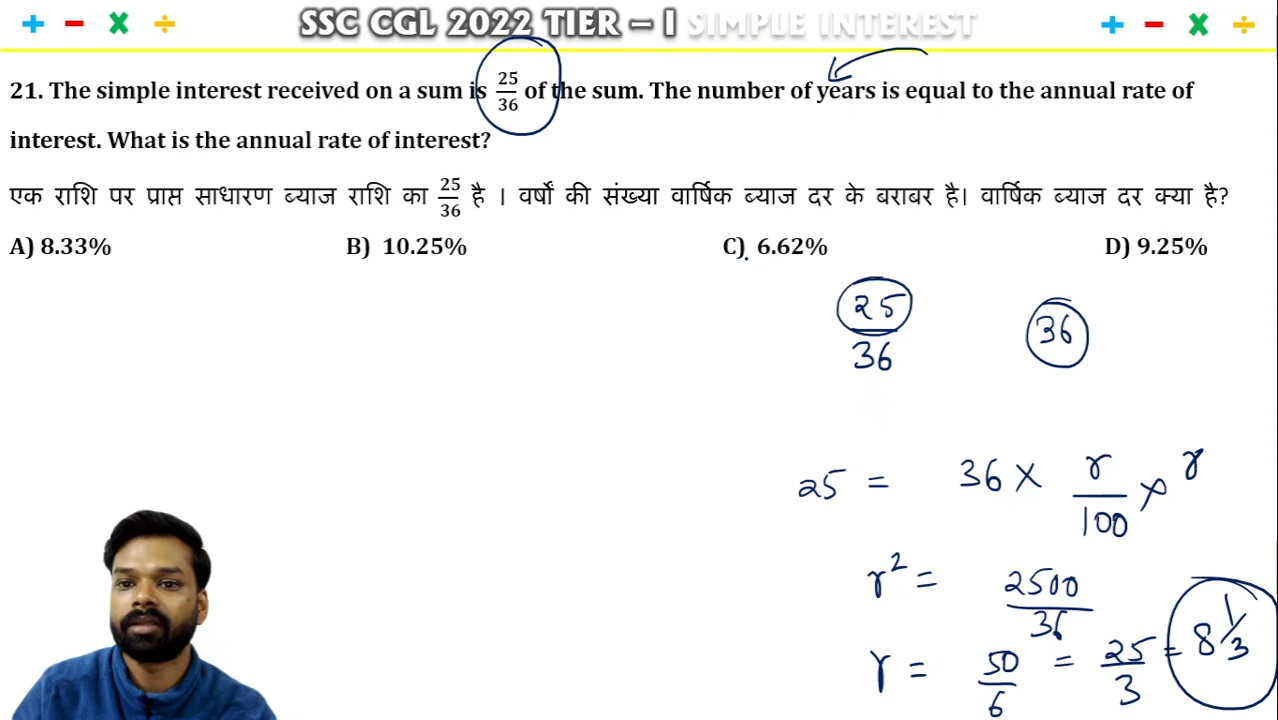 + - × ÷ SSC CGL 2022 TIER – I SIMPLE INTEREST + - × ÷
21. The simple interest received on a sum is 25/36 of the sum. The number of years is equal to the annual rate of
interest. What is the annual rate of interest?
एक राशि पर प्राप्त साधारण ब्याज राशि का 25/36 है । वर्षों की संख्या वार्षिक ब्याज दर के बराबर है। वार्षिक ब्याज दर क्या है?
A) 8.33% B) 10.25% C) 6.62% D) 9.25%
25/36 36
25 = 36 × r/100 × r
r² = 2500/36
r = 50/6 = 25/3 = 8 1/3